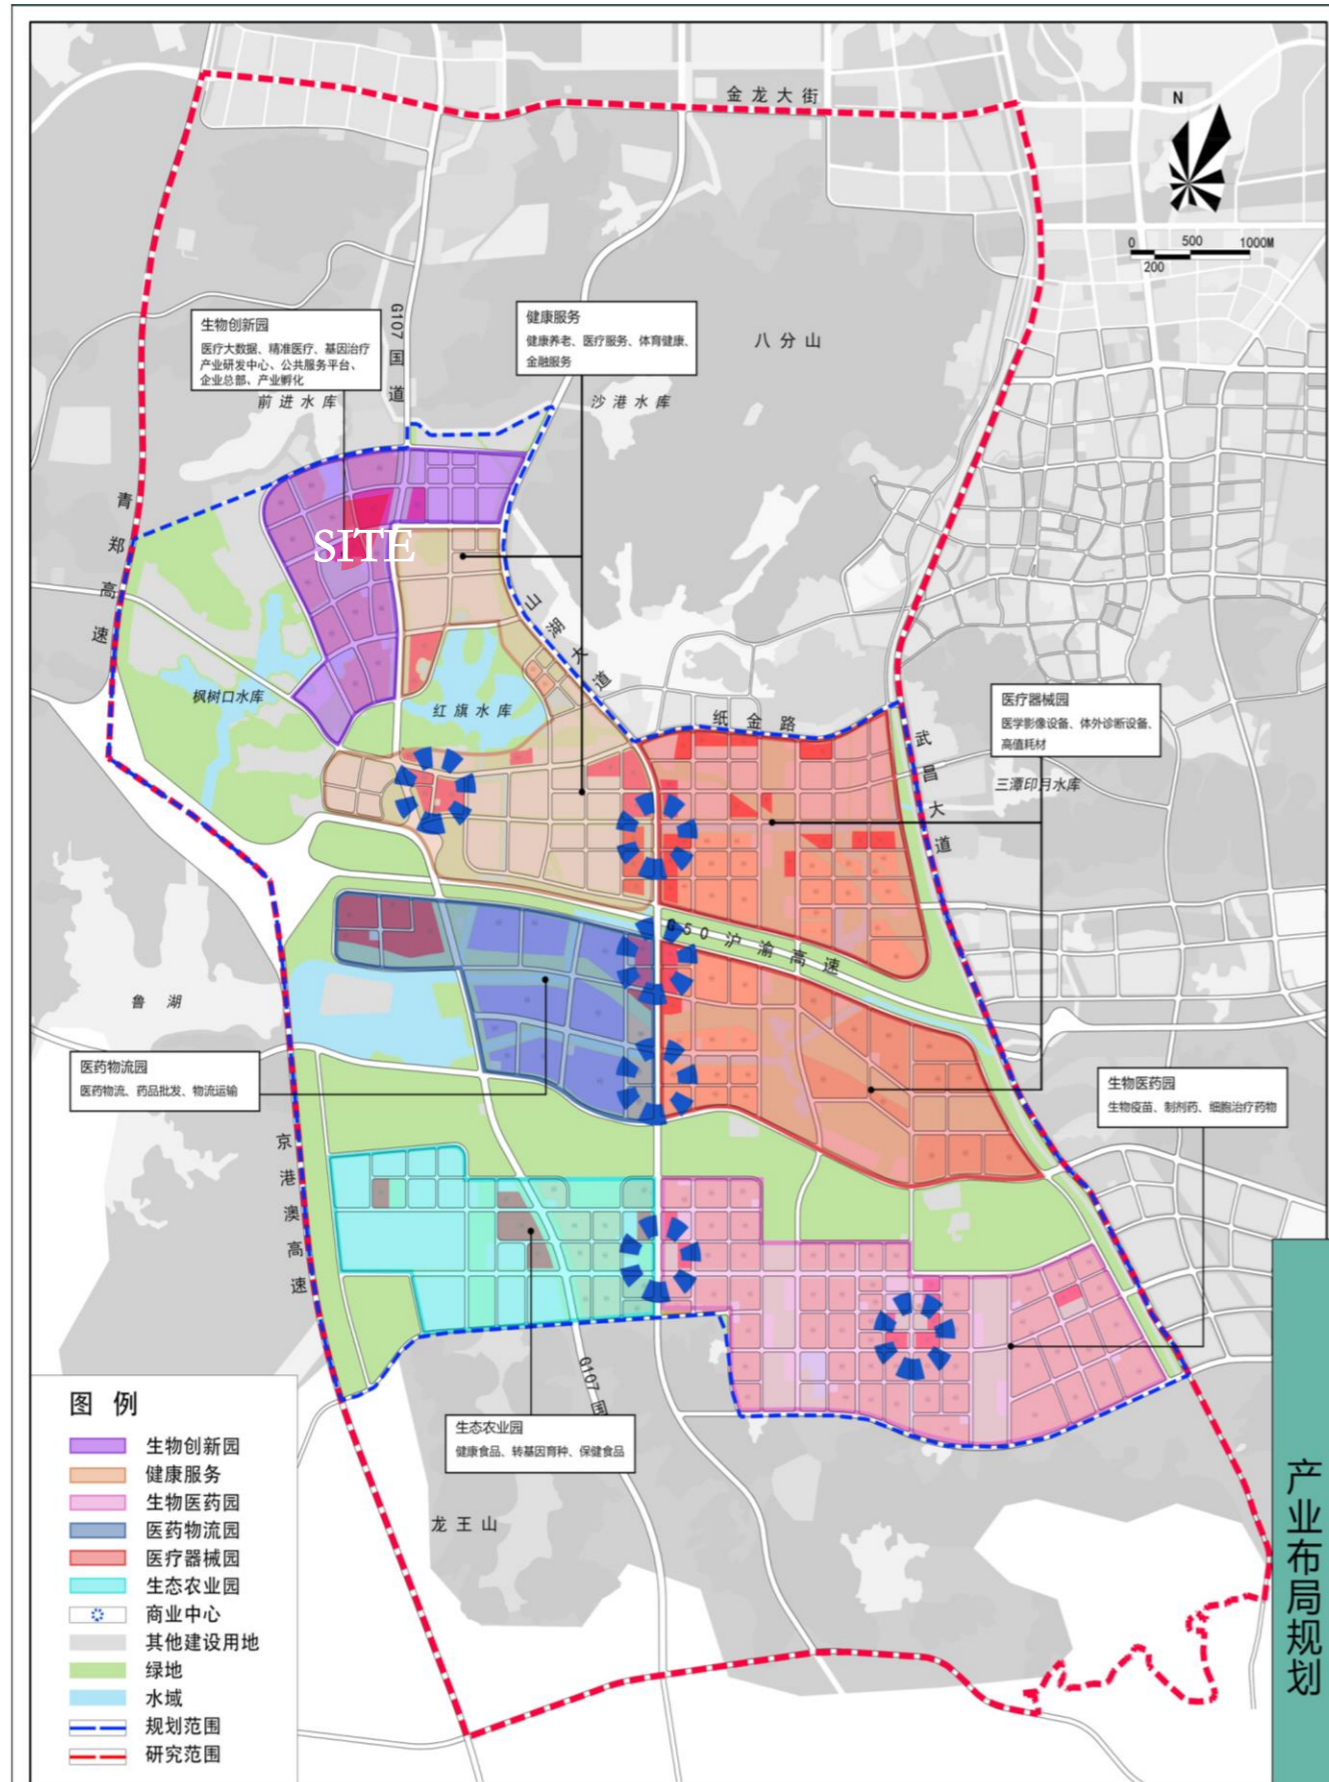 金龙大街
N
0 500 1000M
200
G107国道
生物创新园
医疗大数据、精准医疗、基因治疗
产业研发中心、公共服务平台、
企业总部、产业孵化
健康服务
健康养老、医疗服务、体育健康、
金融服务
八分山
前进水库
沙港水库
青郑高速
SITE
山湖大道
枫树口水库
红旗水库
纸金路
医疗器械园
医学影像设备、体外诊断设备、
高值耗材
武昌大道
三潭印月水库
G50沪渝高速
鲁湖
医药物流园
医药物流、药品批发、物流运输
生物医药园
生物疫苗、制剂药、细胞治疗药物
京港澳高速
G107国
生态农业园
健康食品、转基因育种、保健食品
龙王山
图例
生物创新园
健康服务
生物医药园
医药物流园
医疗器械园
生态农业园
商业中心
其他建设用地
绿地
水域
规划范围
研究范围
产业布局规划